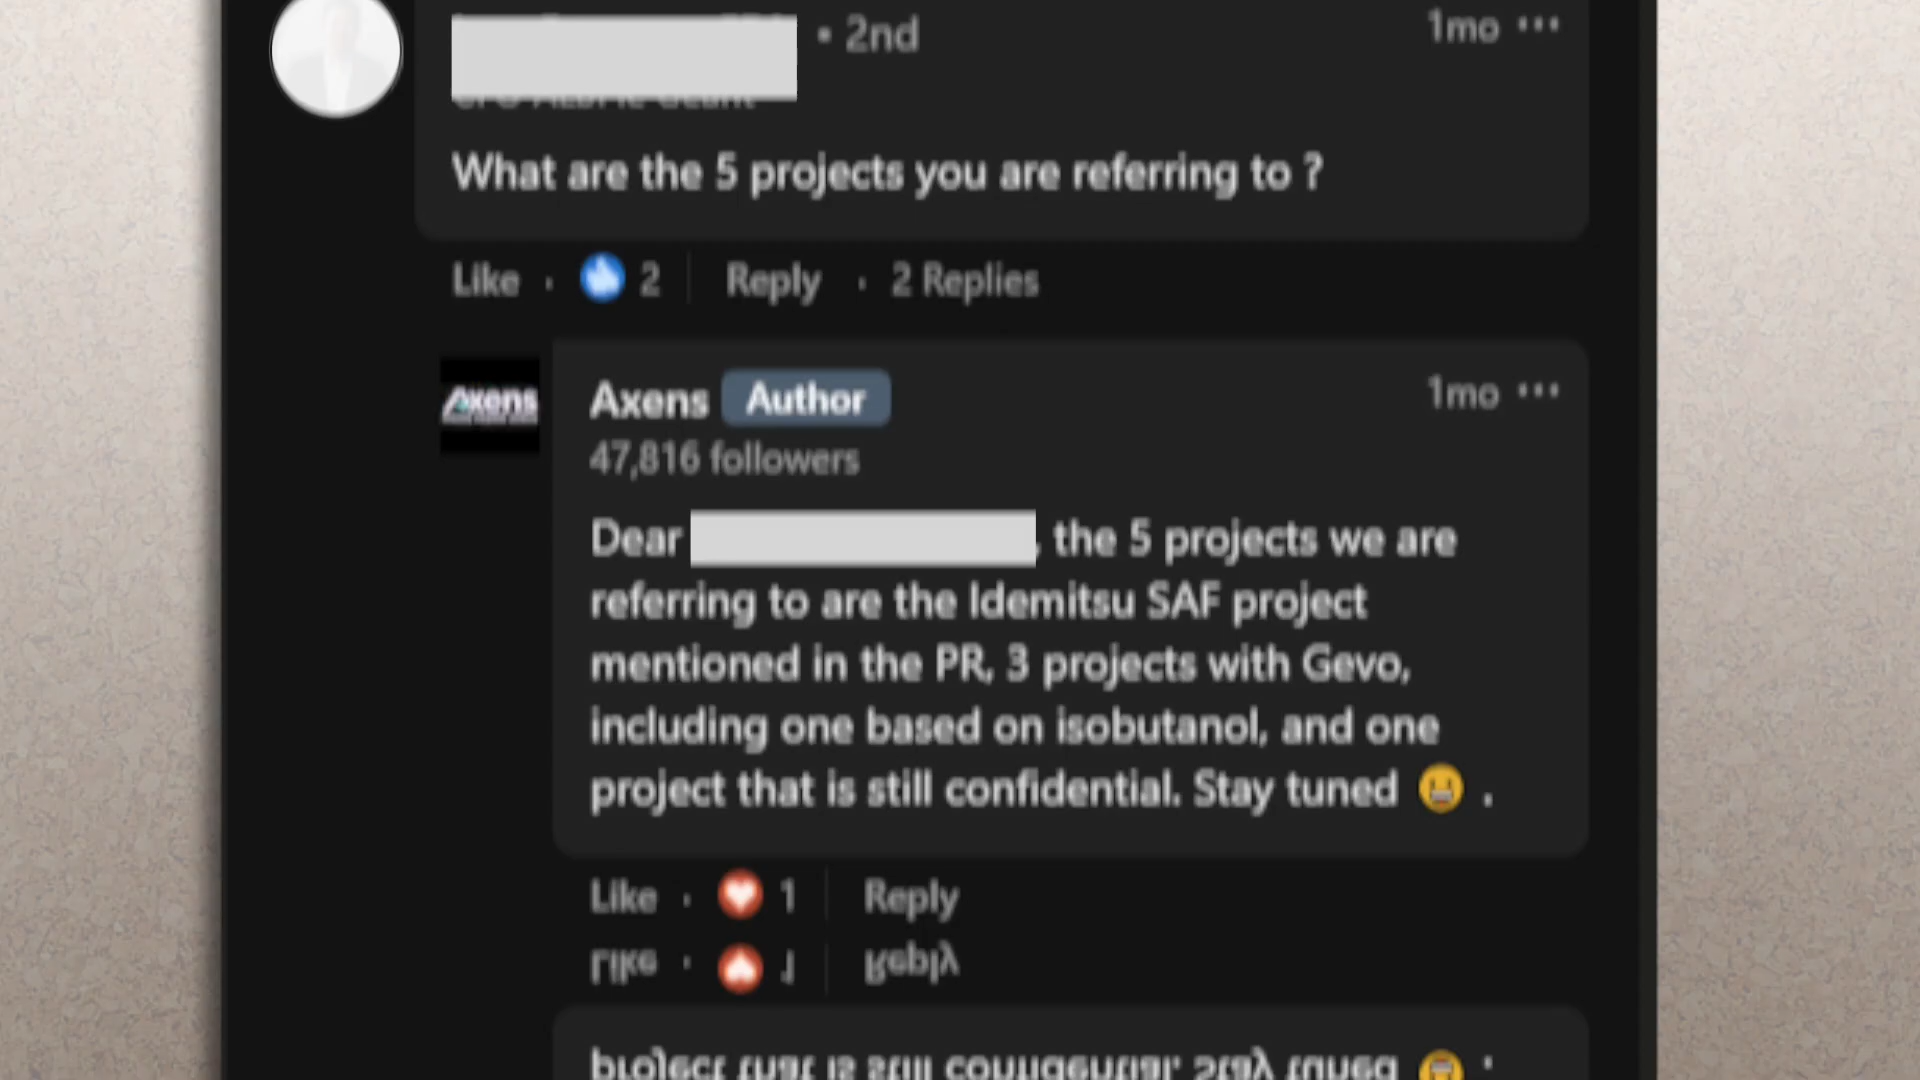 • 2nd
1mo ...
What are the 5 projects you are referring to ?
Like · 2 Reply · 2 Replies
Axens
Axens Author
1mo ...
47,816 followers
Dear , the 5 projects we are
referring to are the Idemitsu SAF project
mentioned in the PR, 3 projects with Gevo,
including one based on isobutanol, and one
project that is still confidential. Stay tuned 😀 .
Like · 1 Reply